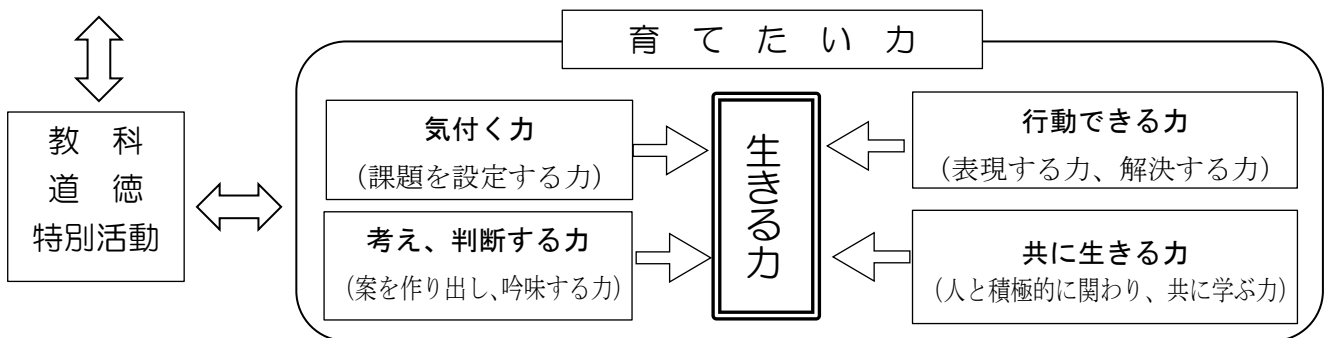 育てたい力
教科
道徳
特別活動
気付く力
（課題を設定する力）
考え、判断する力
（案を作り出し、吟味する力）
生きる力
行動できる力
（表現する力、解決する力）
共に生きる力
（人と積極的に関わり、共に学ぶ力）